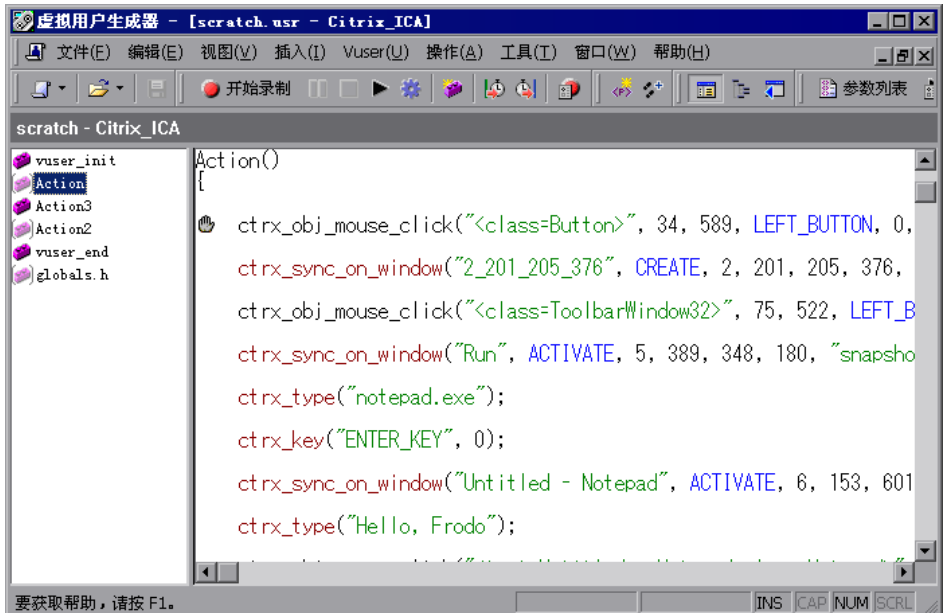 虚拟用户生成器 - [scratch.usr - Citrix_ICA]
文件(F) 编辑(E) 视图(V) 插入(I) Vuser(U) 操作(A) 工具(T) 窗口(W) 帮助(H)
开始录制 参数列表
scratch - Citrix_ICA
vuser_init
Action
Action3
Action2
vuser_end
globals.h
Action()
{
ctrx_obj_mouse_click("<class=Button>", 34, 589, LEFT_BUTTON, 0,
ctrx_sync_on_window("2_201_205_376", CREATE, 2, 201, 205, 376,
ctrx_obj_mouse_click("<class=ToolbarWindow32>", 75, 522, LEFT_B
ctrx_sync_on_window("Run", ACTIVATE, 5, 389, 348, 180, "snapsho
ctrx_type("notepad.exe");
ctrx_key("ENTER_KEY", 0);
ctrx_sync_on_window("Untitled - Notepad", ACTIVATE, 6, 153, 601
ctrx_type("Hello, Frodo");
要获取帮助，请按 F1。 INS CAP NUM SCRL